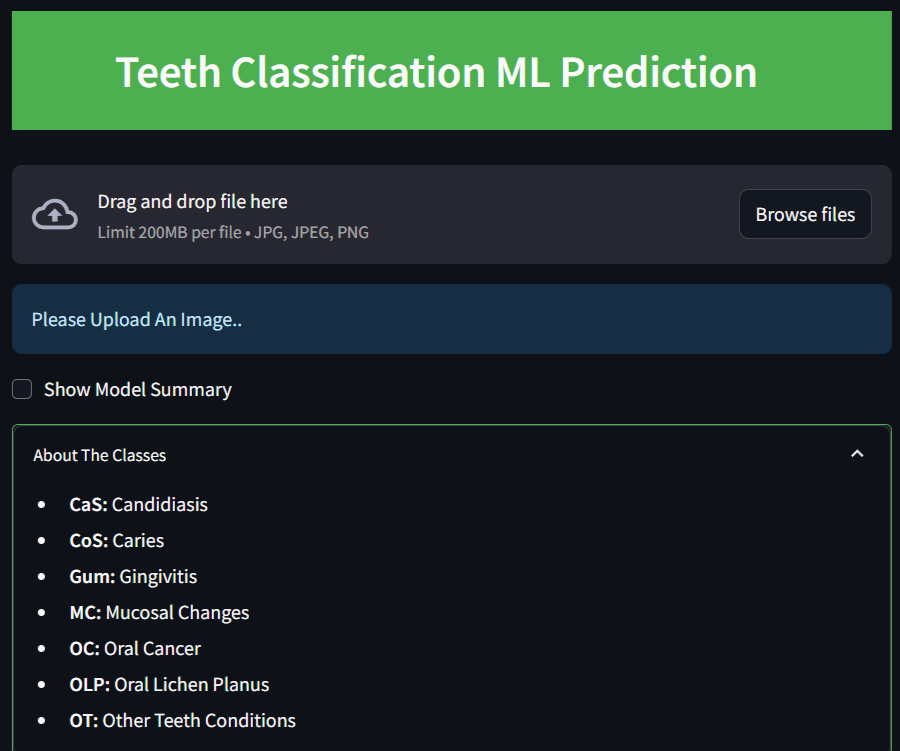 Teeth Classification ML Prediction
Drag and drop file here
Limit 200MB per file • JPG, JPEG, PNG
Browse files
Please Upload An Image..
Show Model Summary
About The Classes
• CaS: Candidiasis
• CoS: Caries
• Gum: Gingivitis
• MC: Mucosal Changes
• OC: Oral Cancer
• OLP: Oral Lichen Planus
• OT: Other Teeth Conditions